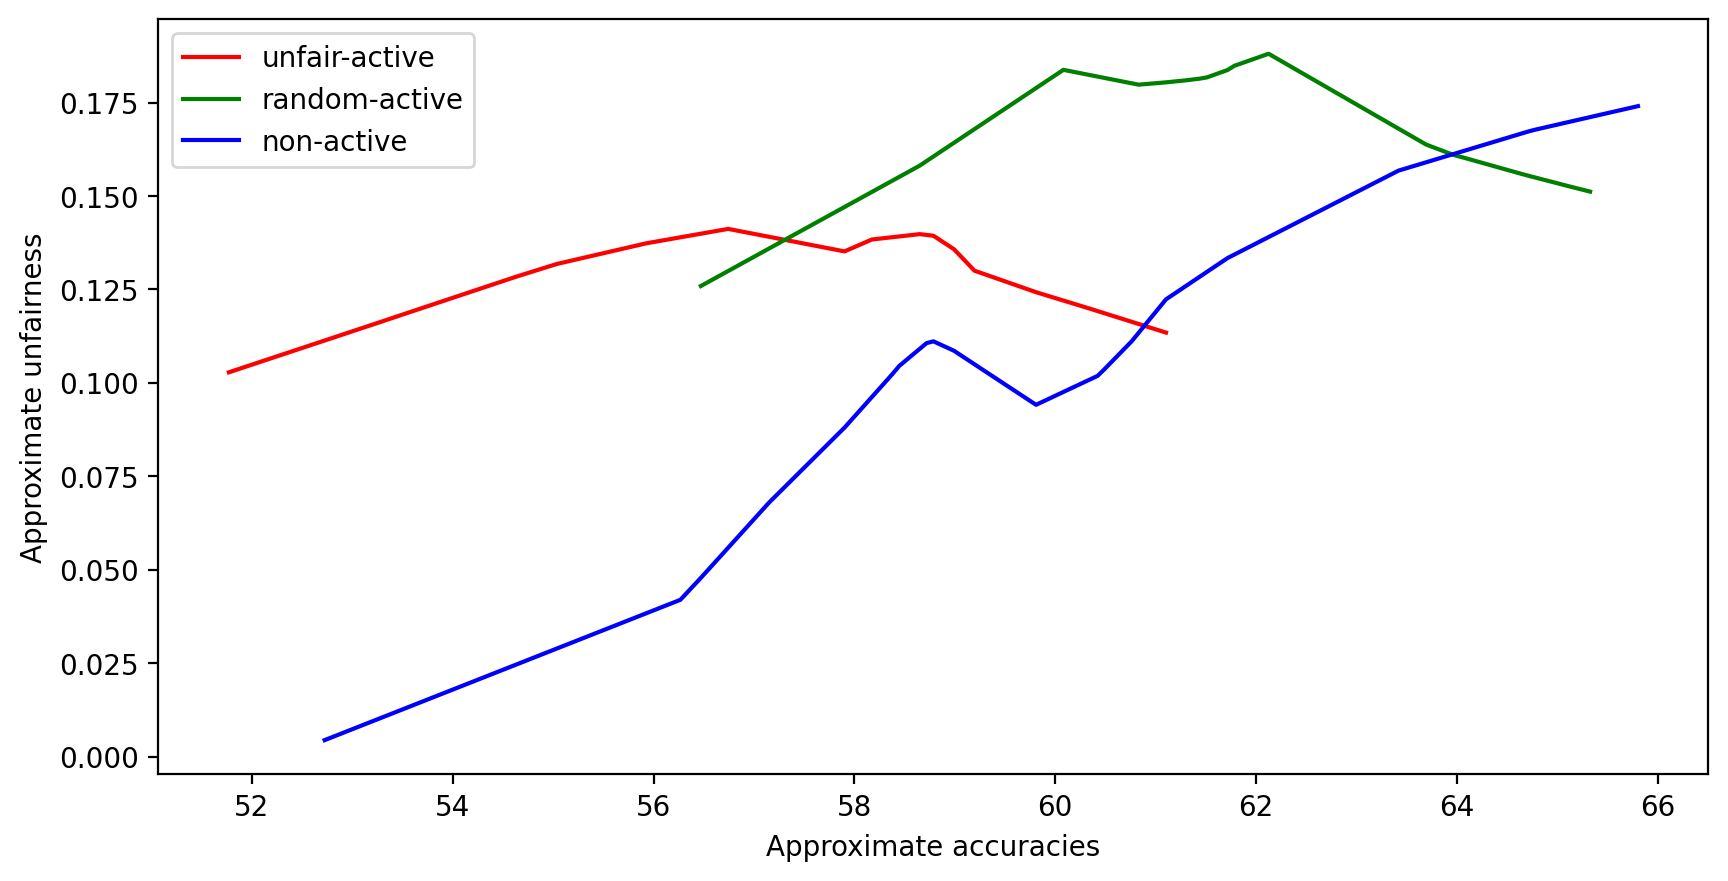 unfair-active
random-active
non-active
0.175
0.150
0.125
0.100
0.075
0.050
0.025
0.000
Approximate unfairness
52 54 56 58 60 62 64 66
Approximate accuracies